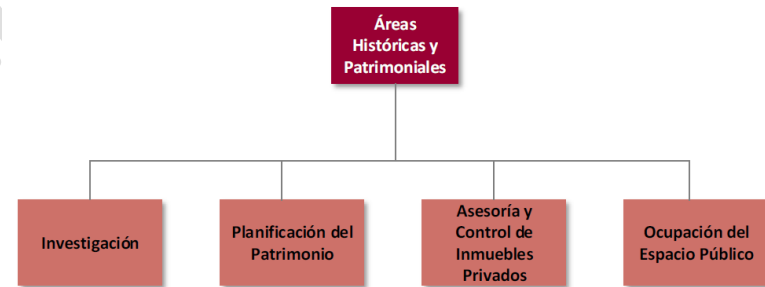 Áreas
Históricas y
Patrimoniales
Investigación
Planificación del
Patrimonio
Asesoría y
Control de
Inmuebles
Privados
Ocupación del
Espacio Público